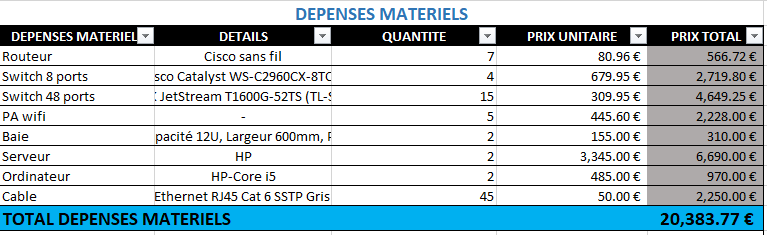 DEPENSES MATERIELS
DEPENSES MATERIEL DETAILS QUANTITE PRIX UNITAIRE PRIX TOTAL
Routeur Cisco sans fil 7 80.96 € 566.72 €
Switch 8 ports sco Catalyst WS-C2960CX-8TC 4 679.95 € 2,719.80 €
Switch 48 ports JetStream T1600G-52TS (TL-S 15 309.95 € 4,649.25 €
PA wifi - 5 445.60 € 2,228.00 €
Baie pacité 12U, Largeur 600mm, P 2 155.00 € 310.00 €
Serveur HP 2 3,345.00 € 6,690.00 €
Ordinateur HP-Core i5 2 485.00 € 970.00 €
Cable Ethernet RJ45 Cat 6 SSTP Gris 45 50.00 € 2,250.00 €
TOTAL DEPENSES MATERIELS 20,383.77 €